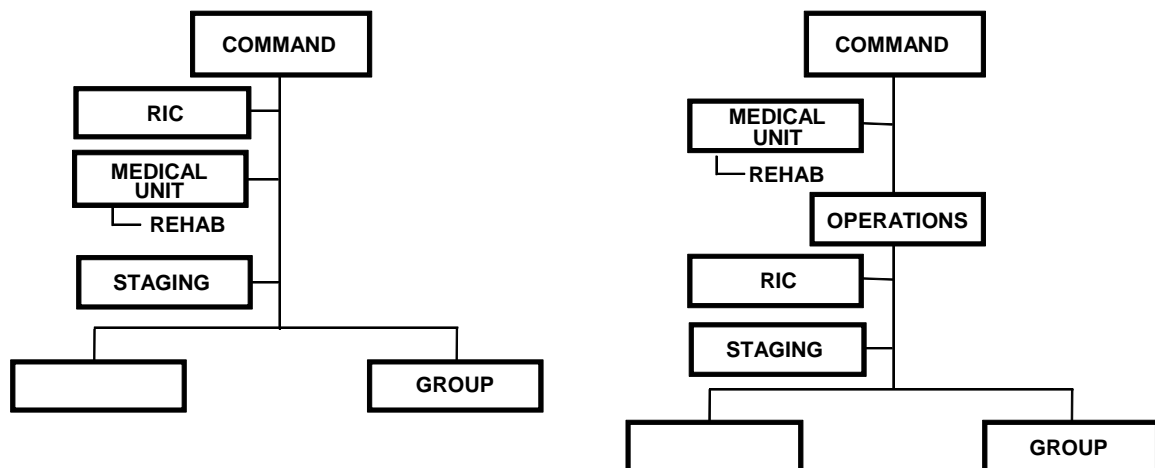 COMMAND
RIC
MEDICAL
UNIT
REHAB
STAGING
GROUP
COMMAND
MEDICAL
UNIT
REHAB
OPERATIONS
RIC
STAGING
GROUP